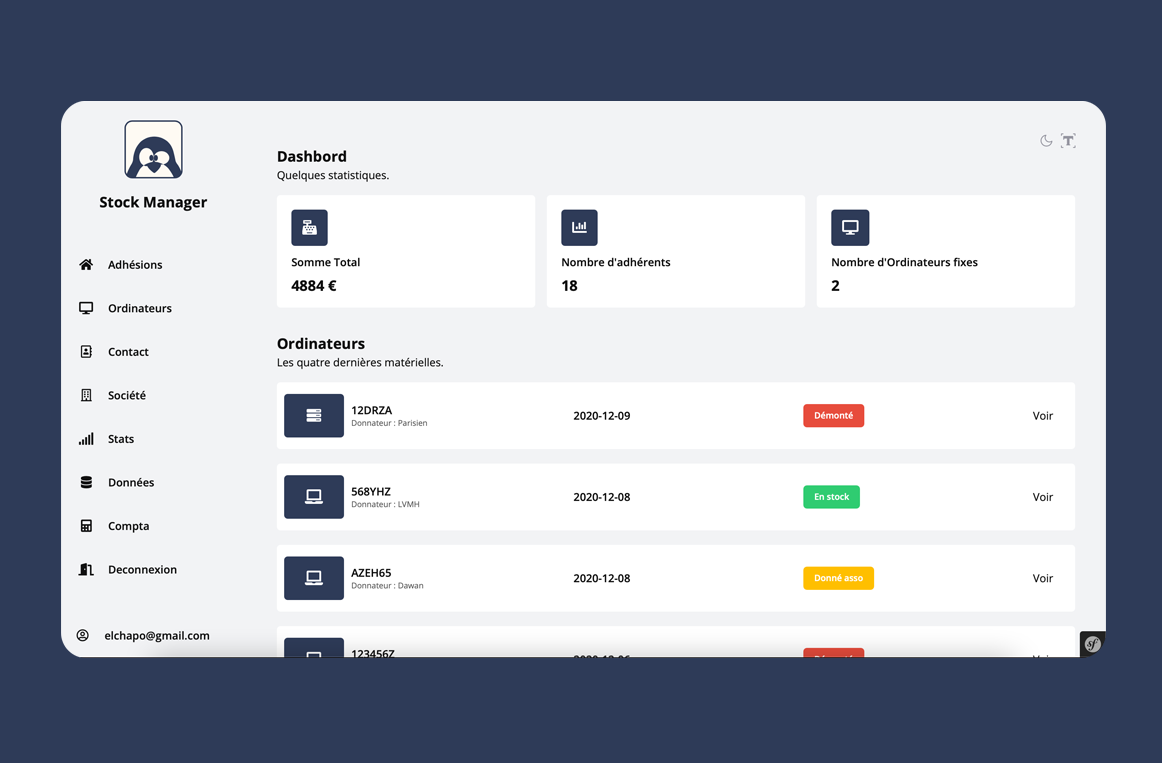 Stock Manager
Adhésions
Ordinateurs
Contact
Société
Stats
Données
Compta
Deconnexion
elchapo@gmail.com
Dashbord
Quelques statistiques.
Somme Total
4884 €
Nombre d'adhérents
18
Nombre d'Ordinateurs fixes
2
Ordinateurs
Les quatre dernières matérielles.
12DRZA
Donnateur : Parisien
2020-12-09
Démonté
Voir
568YHZ
Donnateur : LVMH
2020-12-08
En stock
Voir
AZEH65
Donnateur : Dawan
2020-12-08
Donné asso
Voir
123456Z
sf